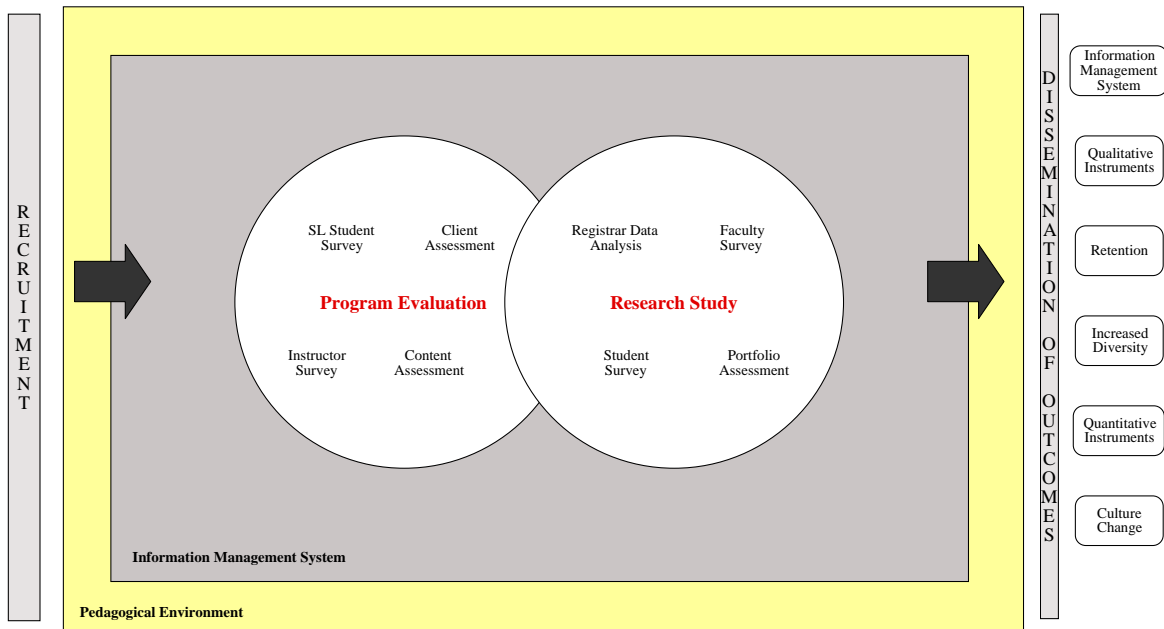 RECRUITMENT
SL Student
Survey
Client
Assessment
Program Evaluation
Instructor
Survey
Content
Assessment
Registrar Data
Analysis
Faculty
Survey
Research Study
Student
Survey
Portfolio
Assessment
Information Management System
Pedagogical Environment
DISSEMINATION OF OUTCOMES
Information
Management
System
Qualitative
Instruments
Retention
Increased
Diversity
Quantitative
Instruments
Culture
Change